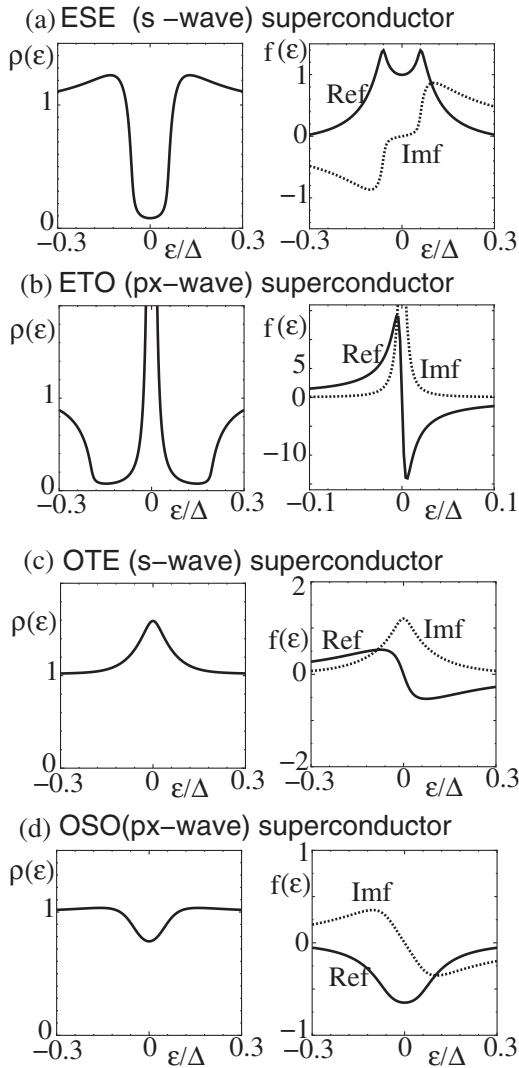 (a) ESE (s −wave) superconductor
ρ(ε)
1
0
−0.3 0 ε/Δ 0.3
f(ε)
1
Ref
0
Imf
−1
−0.3 0 ε/Δ 0.3
(b) ETO (px−wave) superconductor
ρ(ε)
1
0
−0.3 0 ε/Δ 0.3
f(ε)
Ref Imf
5
0
−10
−0.1 0 ε/Δ 0.1
(c) OTE (s−wave) superconductor
ρ(ε)
1
0
−0.3 0 ε/Δ 0.3
2
f(ε)
Ref Imf
0
−2
−0.3 0 ε/Δ 0.3
(d) OSO(px−wave) superconductor
ρ(ε)
1
0
−0.3 0 ε/Δ 0.3
1
f(ε)
Imf
0
Ref
−1
−0.3 0 ε/Δ 0.3